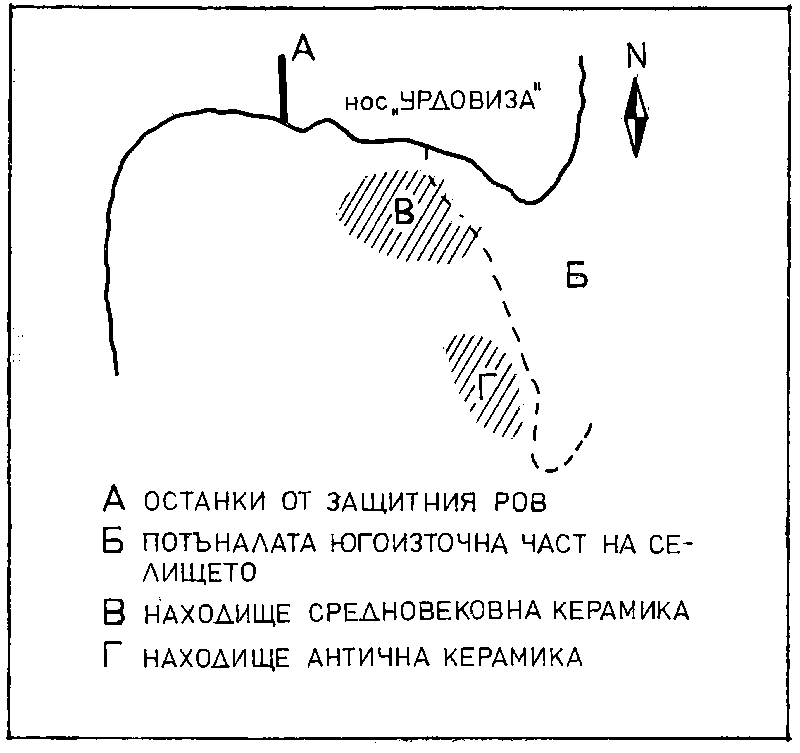 А
N
нос „УРДОВИЗА"
В
Б
Г
А ОСТАНКИ ОТ ЗАЩИТНИЯ РОВ
Б ПОТЪНАЛАТА ЮГОИЗТОЧНА ЧАСТ НА СЕ-
ЛИЩЕТО
В НАХОДИЩЕ СРЕДНОВЕКОВНА КЕРАМИКА
Г НАХОДИЩЕ АНТИЧНА КЕРАМИКА